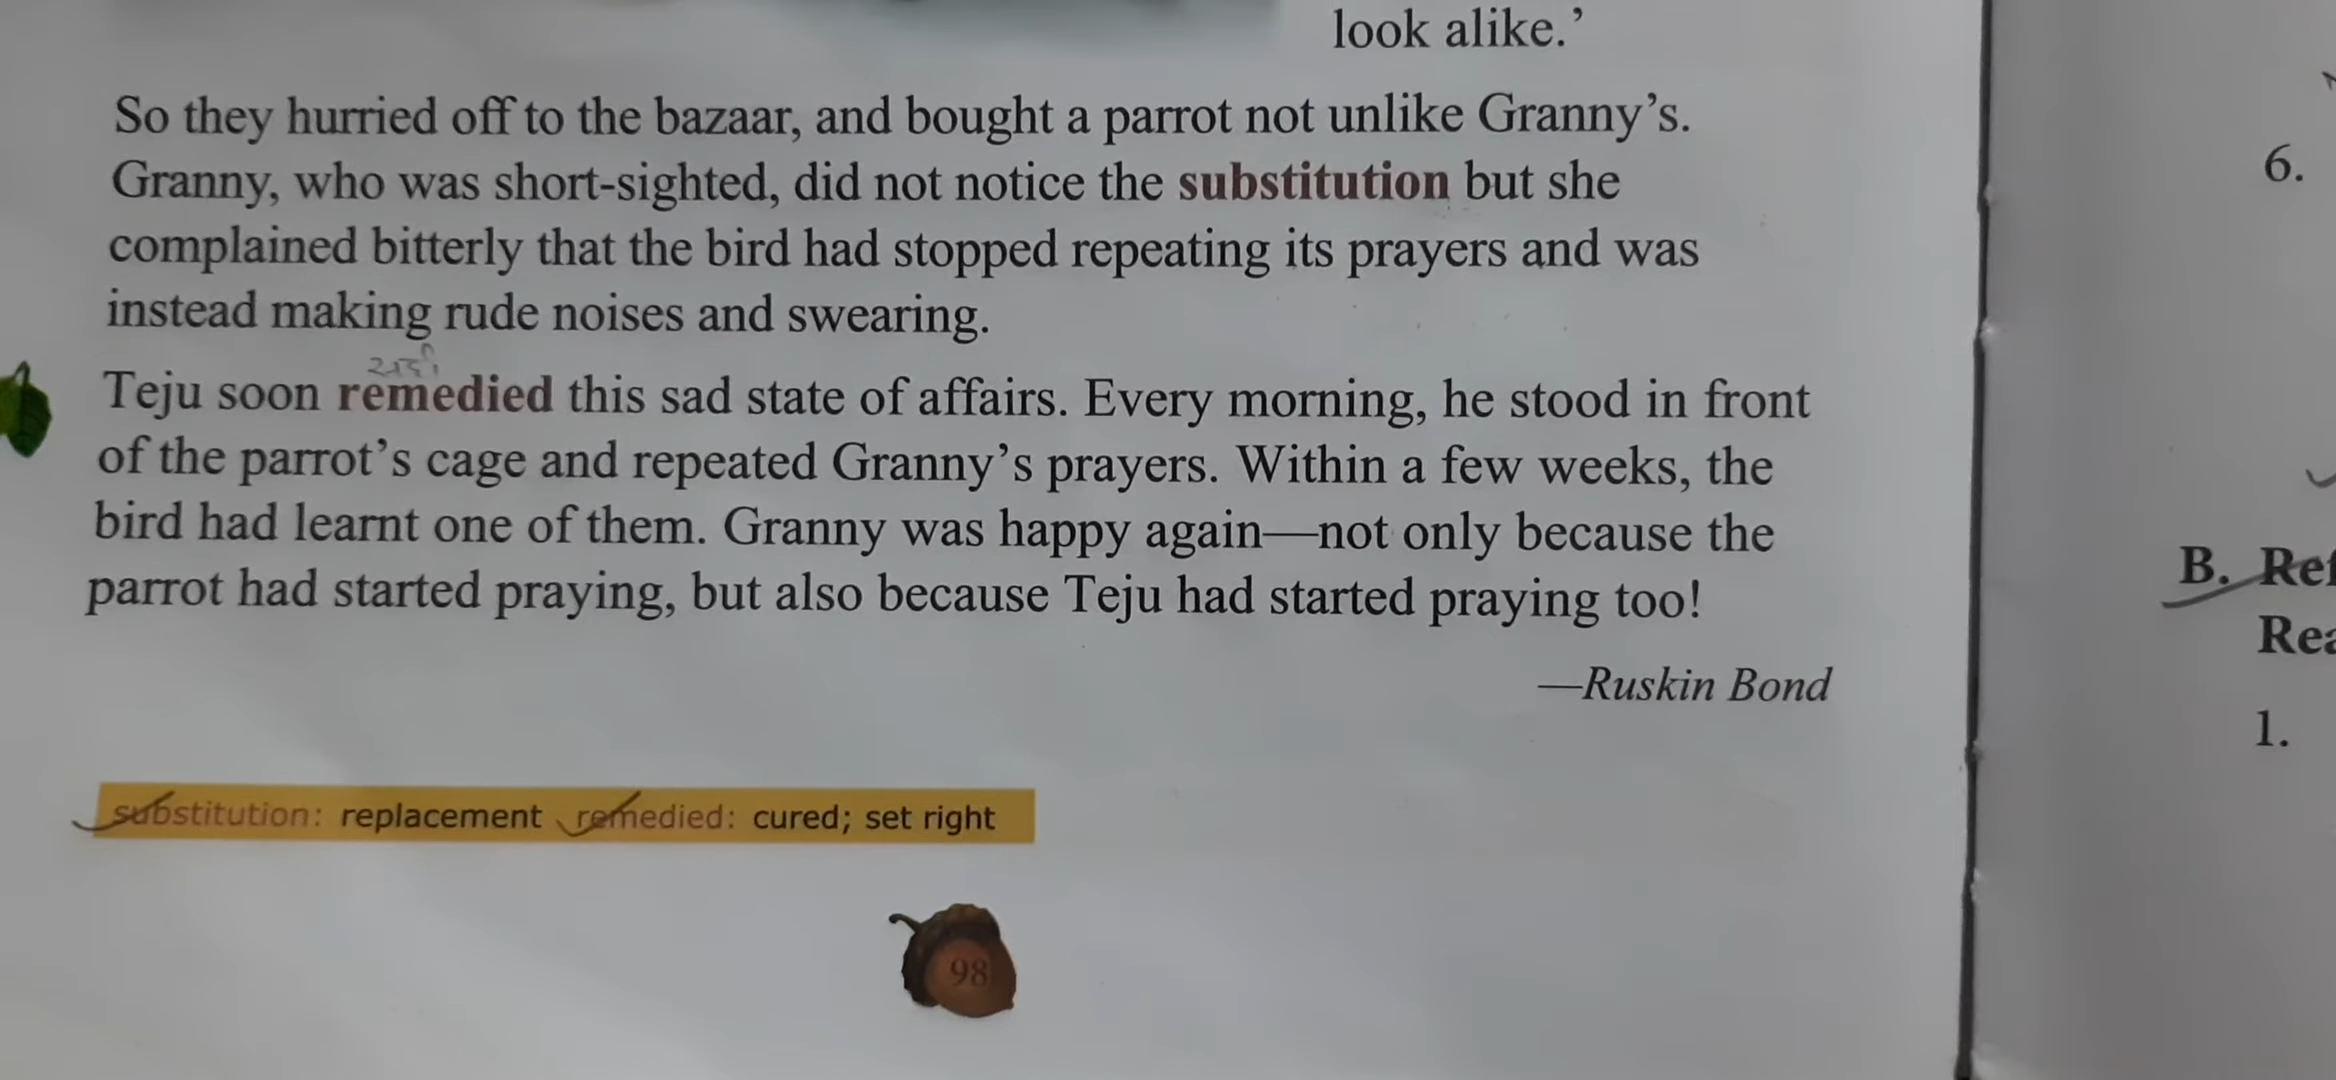 look alike.’
So they hurried off to the bazaar, and bought a parrot not unlike Granny’s.
Granny, who was short-sighted, did not notice the substitution but she
complained bitterly that the bird had stopped repeating its prayers and was
instead making rude noises and swearing.
Teju soon remedied this sad state of affairs. Every morning, he stood in front
of the parrot’s cage and repeated Granny’s prayers. Within a few weeks, the
bird had learnt one of them. Granny was happy again—not only because the
parrot had started praying, but also because Teju had started praying too!
—Ruskin Bond
substitution: replacement remedied: cured; set right
98
6.
B.
1.